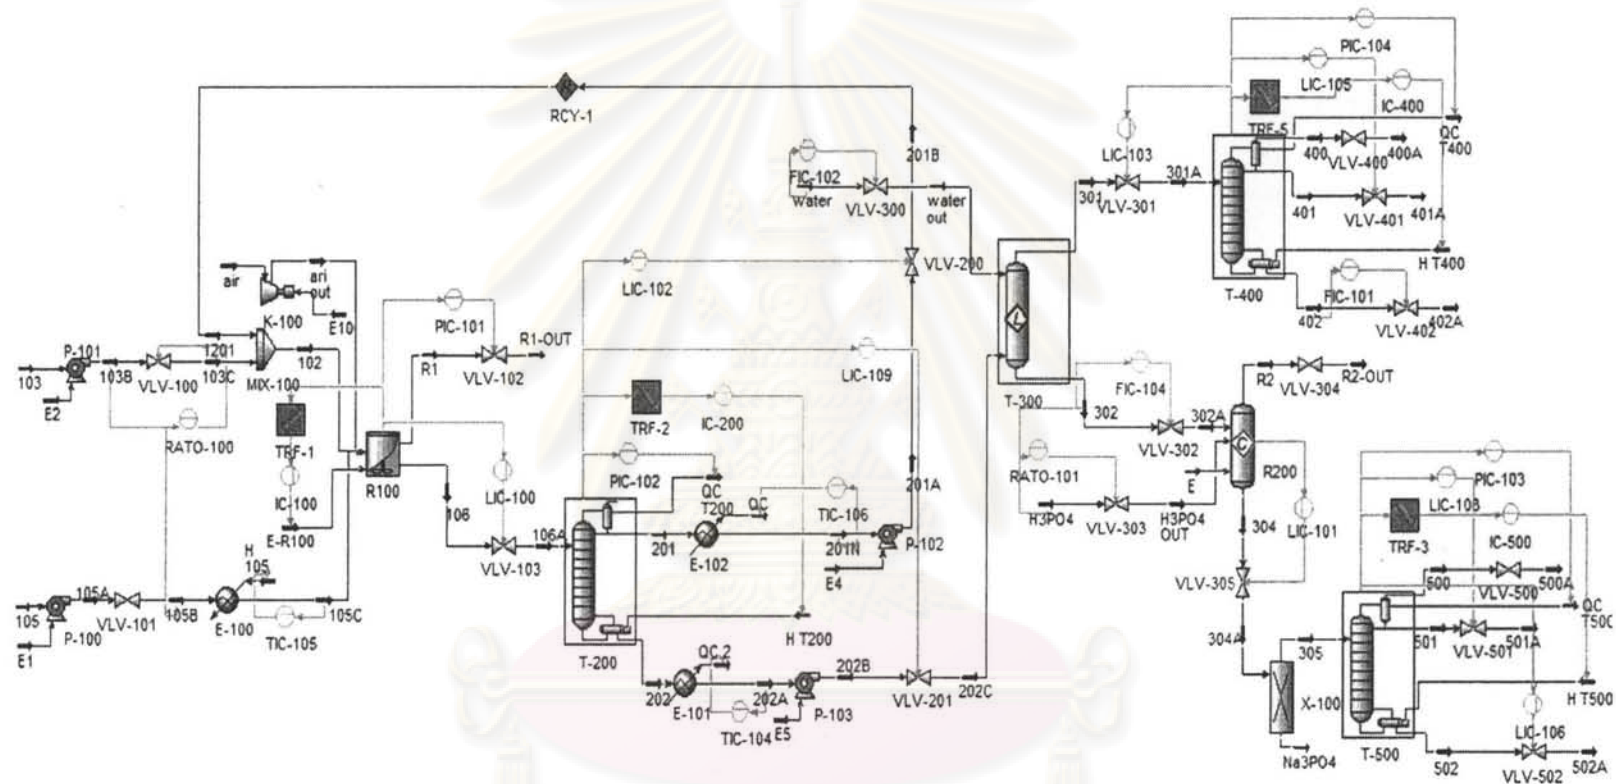 PIC-104
LIC-105
IC-400
RCY-1
TRF-5
QC
T400
LIC-103
400
VLV-400
400A
201B
FIC-102
water
VLV-300
water
out
301
VLV-301
301A
401
VLV-401
401A
VLV-200
air
ari
out
LIC-102
H T400
T-400
FIC-101
402
VLV-402
402A
K-100
E10
PIC-101
R1-OUT
P-101
1201
102
103
103B
VLV-100
103C
MIX-100
R1
VLV-102
LIC-109
T-300
FIC-104
R2
VLV-304
R2-OUT
E2
302
302A
TRF-2
IC-200
RATO-100
TRF-1
VLV-302
R200
RATO-101
E
R100
LIC-100
PIC-102
QC
T200
QC
201A
PIC-103
IC-100
TIC-106
H3PO4
VLV-303
H3PO4
OUT
LIC-103
106
304
LIC-101
E-R100
106A
201
E-102
201N
P-102
TRF-3
IC-500
VLV-103
H
105
E4
VLV-305
500
VLV-500
500A
105
105A
VLV-101
105B
E-100
105C
QC
T500
P-100
TIC-105
E1
304A
305
501
VLV-501
501A
H T200
T-200
QC.2
202B
202
E-101
202A
P-103
VLV-201
202C
X-100
H T500
TIC-104
E5
LIC-106
T-500
Na3PO4
502
VLV-502
502A